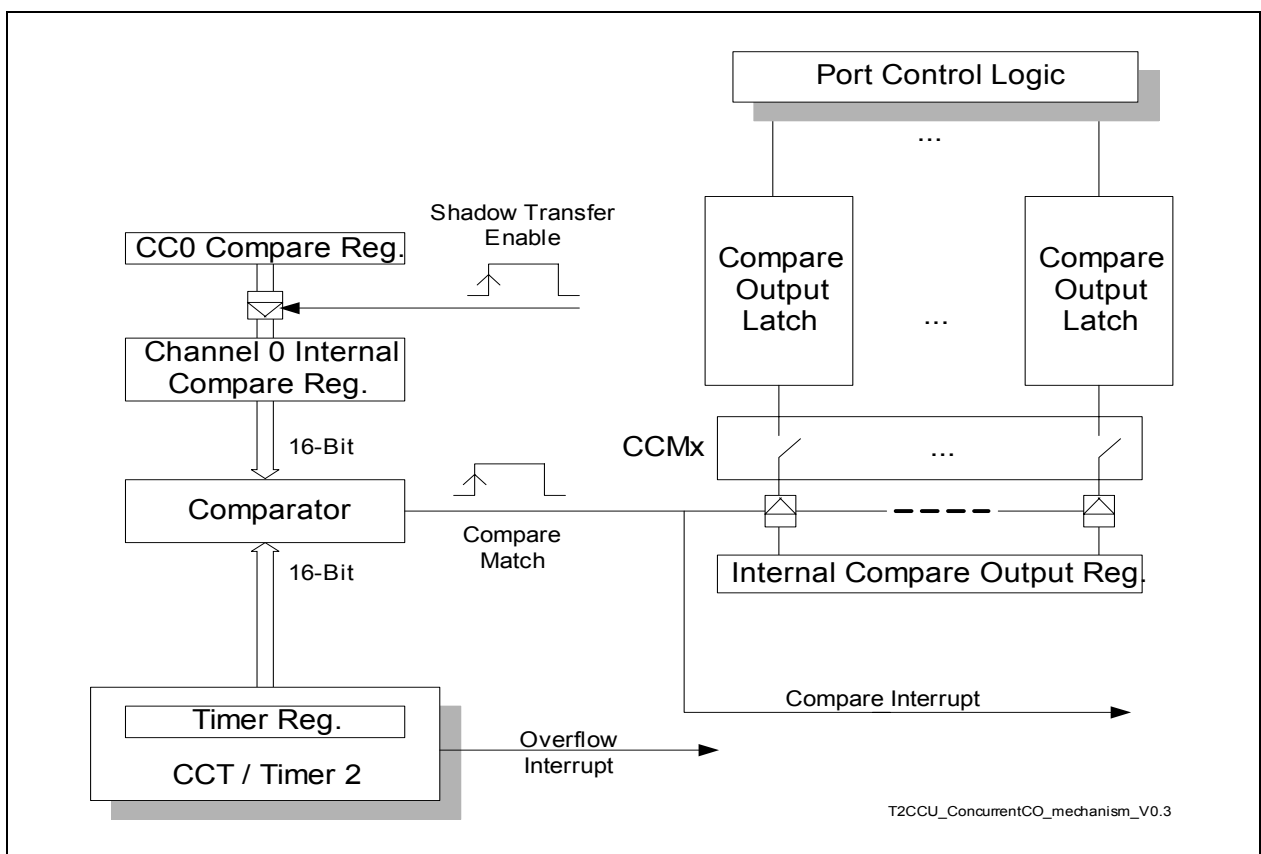 Port Control Logic
...
Shadow Transfer
Enable
CC0 Compare Reg.
Compare
Output
Latch
...
Compare
Output
Latch
Channel 0 Internal
Compare Reg.
16-Bit
CCMx
...
Comparator
Compare
Match
16-Bit
Internal Compare Output Reg.
Compare Interrupt
Timer Reg.
CCT / Timer 2
Overflow
Interrupt
T2CCU_ConcurrentCO_mechanism_V0.3